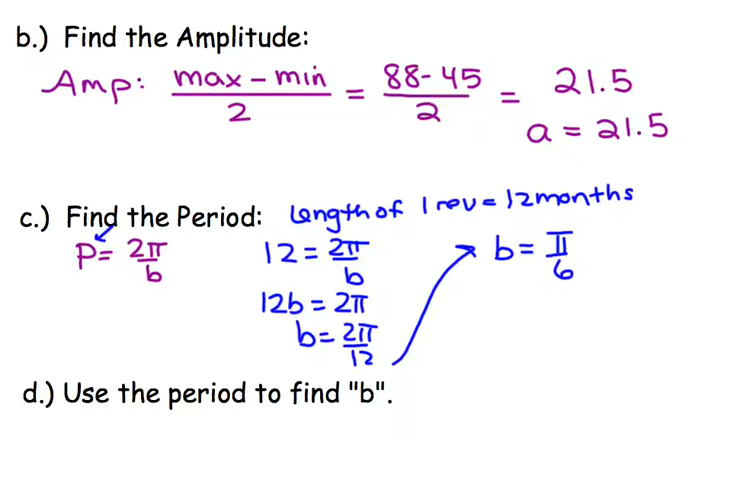 b.) Find the Amplitude:
Amp: max - min / 2 = 88-45 / 2 = 21.5
a = 21.5
c.) Find the Period: Length of 1 rev = 12 months
P = 2π/b
12 = 2π/b
b = π/6
12b = 2π
b = 2π/12
d.) Use the period to find "b".